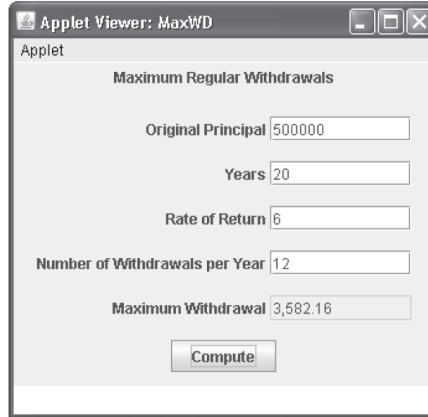 Applet Viewer: MaxWD
Applet
Maximum Regular Withdrawals
Original Principal 500000
Years 20
Rate of Return 6
Number of Withdrawals per Year 12
Maximum Withdrawal 3,582.16
Compute